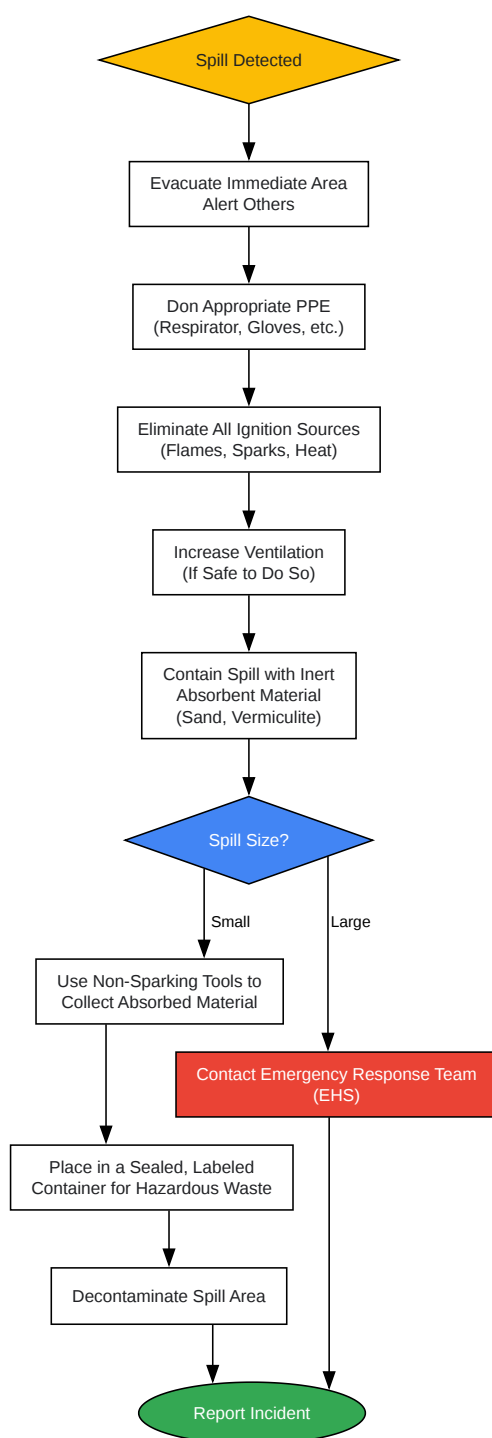 Spill Detected
Evacuate Immediate Area
Alert Others
Don Appropriate PPE
(Respirator, Gloves, etc.)
Eliminate All Ignition Sources
(Flames, Sparks, Heat)
Increase Ventilation
(If Safe to Do So)
Contain Spill with Inert
Absorbent Material
(Sand, Vermiculite)
Spill Size?
Small
Large
Use Non-Sparking Tools to
Collect Absorbed Material
Contact Emergency Response Team
(EHS)
Place in a Sealed, Labeled
Container for Hazardous Waste
Decontaminate Spill Area
Report Incident